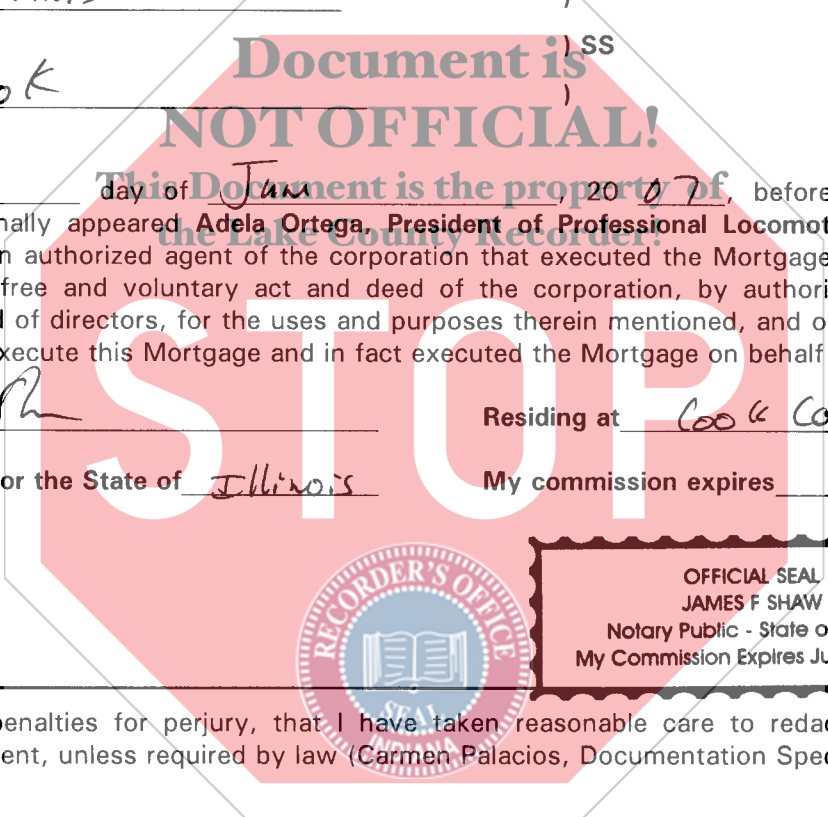 ) SS
ok
)
day of June, 20 07, before
nally appeared Adela Ortega, President of Professional Locomot
n authorized agent of the corporation that executed the Mortgage
free and voluntary act and deed of the corporation, by authori
d of directors, for the uses and purposes therein mentioned, and o
xecute this Mortgage and in fact executed the Mortgage on behalf
Residing at Cook Co
or the State of Illinois
My commission expires
OFFICIAL SEAL
JAMES F SHAW
Notary Public - State o
My Commission Expires Ju
penalties for perjury, that I have taken reasonable care to reda
ent, unless required by law (Carmen Palacios, Documentation Spe
Document is
NOT OFFICIAL!
This Document is the property of
the Lake County Recorder!
STOP
RECORDER'S OFFICE
SEAL
INDIANA